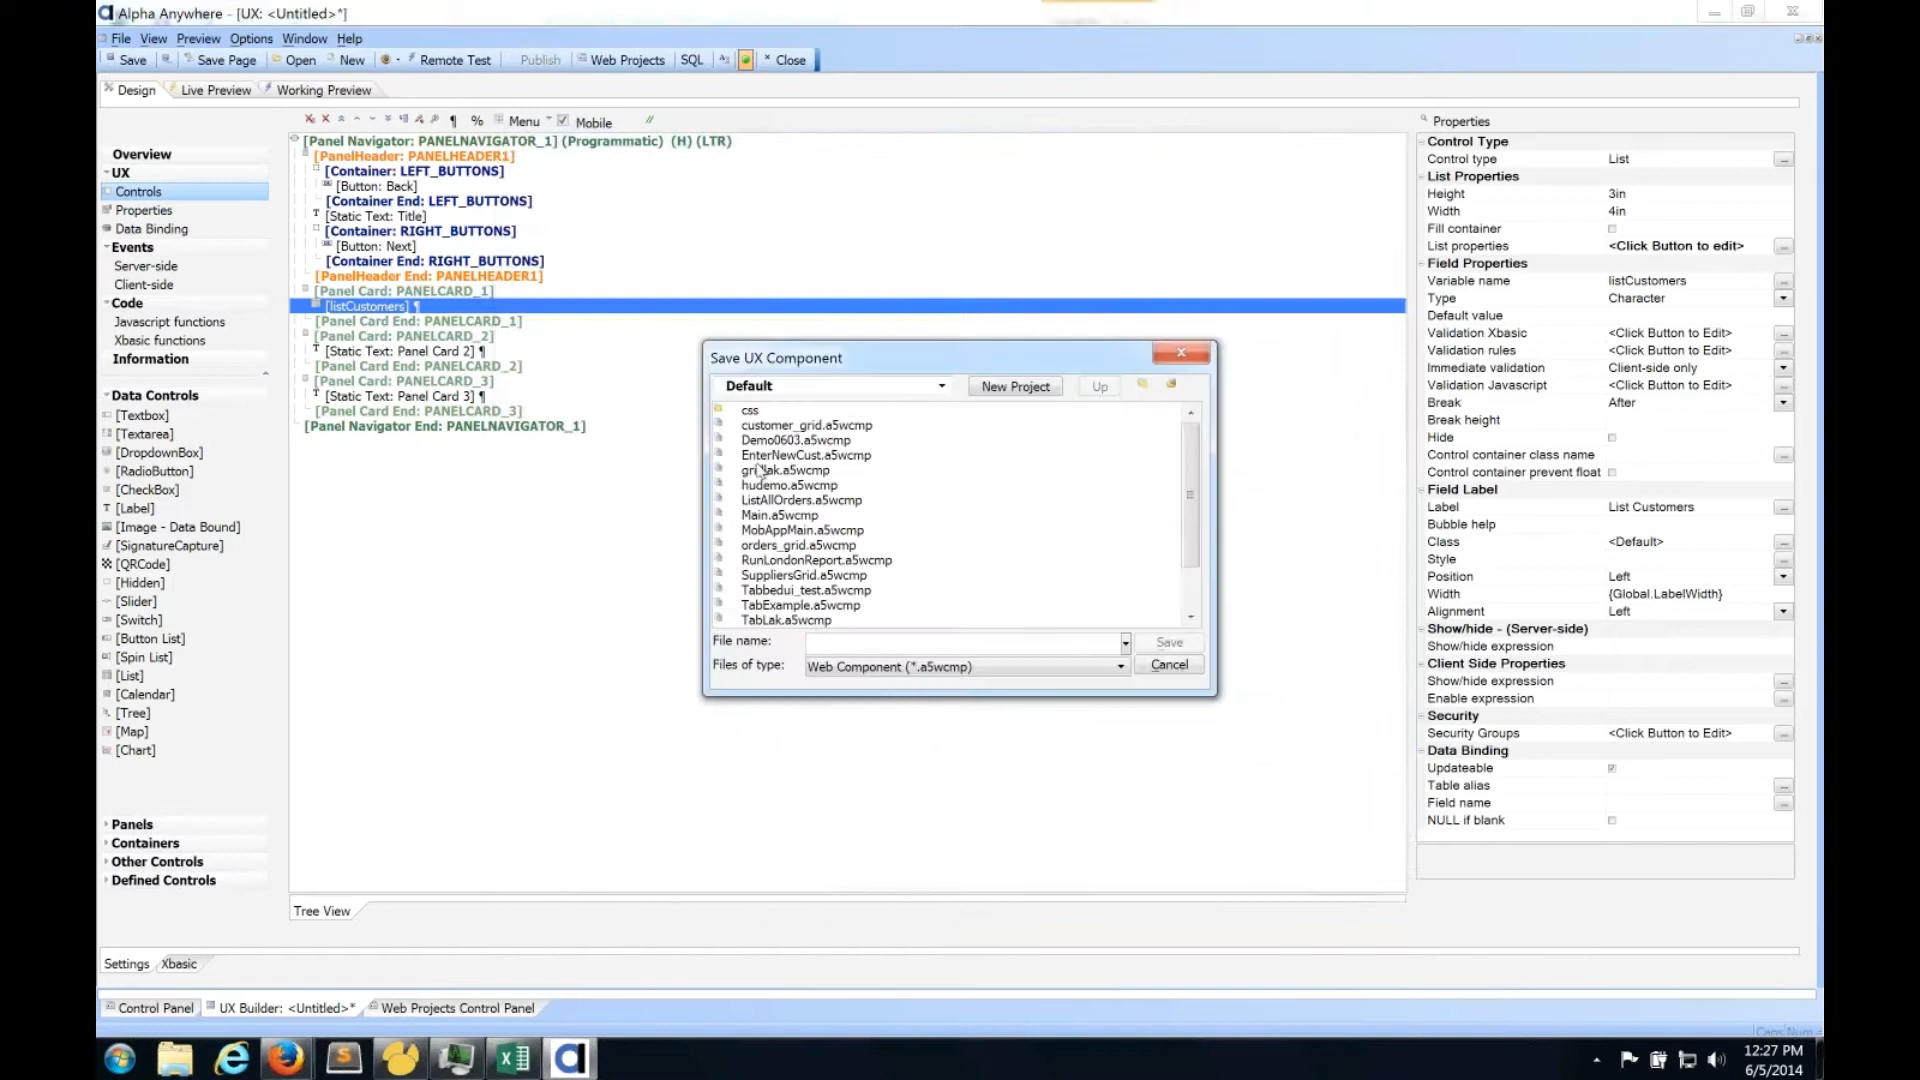 Alpha Anywhere - [UX: <Untitled>*]
File View Preview Options Window Help
Save Save Page Open New Remote Test Publish Web Projects SQL Close
Design Live Preview Working Preview
Menu Mobile
Overview
UX
Controls
Properties
Data Binding
Events
Server-side
Client-side
Code
Javascript functions
Xbasic functions
Information
Data Controls
[Textbox]
[Textarea]
[DropdownBox]
[RadioButton]
[CheckBox]
[Label]
[Image - Data Bound]
[SignatureCapture]
[QRCode]
[Hidden]
[Slider]
[Switch]
[Button List]
[Spin List]
[List]
[Calendar]
[Tree]
[Map]
[Chart]
Panels
Containers
Other Controls
Defined Controls
[Panel Navigator: PANELNAVIGATOR_1] (Programmatic) (H) (LTR)
[PanelHeader: PANELHEADER1]
[Container: LEFT_BUTTONS]
[Button: Back]
[Container End: LEFT_BUTTONS]
[Static Text: Title]
[Container: RIGHT_BUTTONS]
[Button: Next]
[Container End: RIGHT_BUTTONS]
[PanelHeader End: PANELHEADER1]
[Panel Card: PANELCARD_1]
[listCustomers] ¶
[Panel Card End: PANELCARD_1]
[Panel Card: PANELCARD_2]
[Static Text: Panel Card 2] ¶
[Panel Card End: PANELCARD_2]
[Panel Card: PANELCARD_3]
[Static Text: Panel Card 3] ¶
[Panel Card End: PANELCARD_3]
[Panel Navigator End: PANELNAVIGATOR_1]
Save UX Component
Default New Project Up
css
customer_grid.a5wcmp
Demo0603.a5wcmp
EnterNewCust.a5wcmp
hudemo.a5wcmp
ListAllOrders.a5wcmp
Main.a5wcmp
MobAppMain.a5wcmp
orders_grid.a5wcmp
RunLondonReport.a5wcmp
SuppliersGrid.a5wcmp
Tabbedui_test.a5wcmp
TabExample.a5wcmp
TabLak.a5wcmp
File name: Save
Files of type: Web Component (*.a5wcmp) Cancel
Properties
Control Type
Control type List
List Properties
Height 3in
Width 4in
Fill container
List properties <Click Button to edit>
Field Properties
Variable name listCustomers
Type Character
Default value
Validation Xbasic <Click Button to Edit>
Validation rules <Click Button to Edit>
Immediate validation Client-side only
Validation Javascript <Click Button to Edit>
Break After
Break height
Hide
Control container class name
Control container prevent float
Field Label
Label List Customers
Bubble help
Class <Default>
Style
Position Left
Width {Global.LabelWidth}
Alignment Left
Show/hide - (Server-side)
Show/hide expression
Client Side Properties
Show/hide expression
Enable expression
Security
Security Groups <Click Button to Edit>
Data Binding
Updateable
Table alias
Field name
NULL if blank
Tree View
Settings Xbasic
Control Panel UX Builder: <Untitled>* Web Projects Control Panel
12:27 PM
6/5/2014